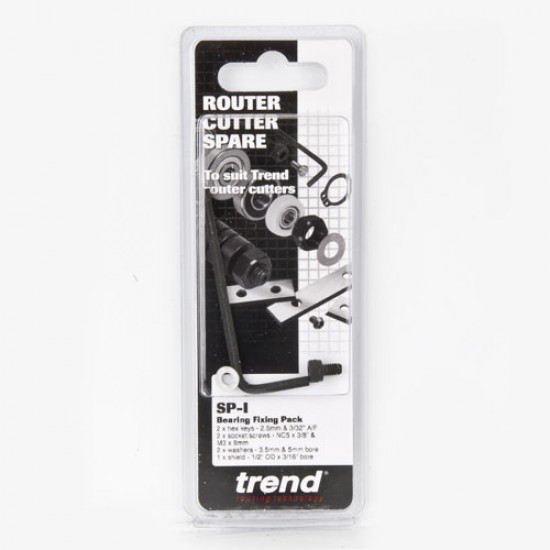 ROUTER
CUTTER
SPARE
To suit Trend
router cutters
SP-I
Bearing Fixing Pack
2 x hex keys - 2.5mm & 3/32" A/F
2 x socket screws - NC5 x 3/8" &
M3 x 8mm
2 x washers - 3.5mm & 5mm bore
1 x shield - 1/2" OD x 3/16" bore
trend®
routing technology